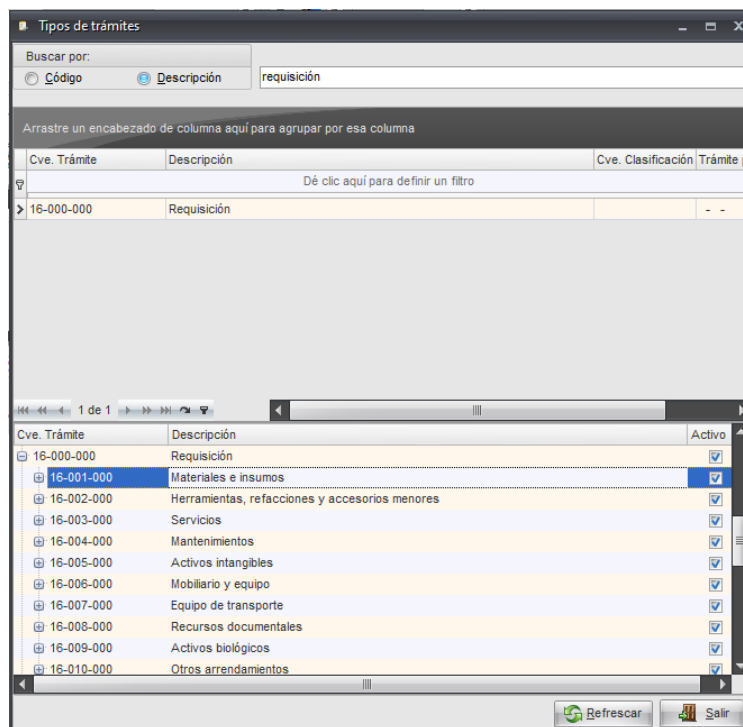 Tipos de trámites
Buscar por:
Código Descripción requisición
Arrastre un encabezado de columna aquí para agrupar por esa columna
Cve. Trámite Descripción Cve. Clasificación Trámite
Dé clic aquí para definir un filtro
16-000-000 Requisición - -
1 de 1
Cve. Trámite Descripción Activo
16-000-000 Requisición
16-001-000 Materiales e insumos
16-002-000 Herramientas, refacciones y accesorios menores
16-003-000 Servicios
16-004-000 Mantenimientos
16-005-000 Activos intangibles
16-006-000 Mobiliario y equipo
16-007-000 Equipo de transporte
16-008-000 Recursos documentales
16-009-000 Activos biológicos
16-010-000 Otros arrendamientos
Refrescar Salir